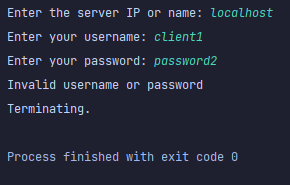 Enter the server IP or name: localhost
Enter your username: client1
Enter your password: password2
Invalid username or password
Terminating.
Process finished with exit code 0